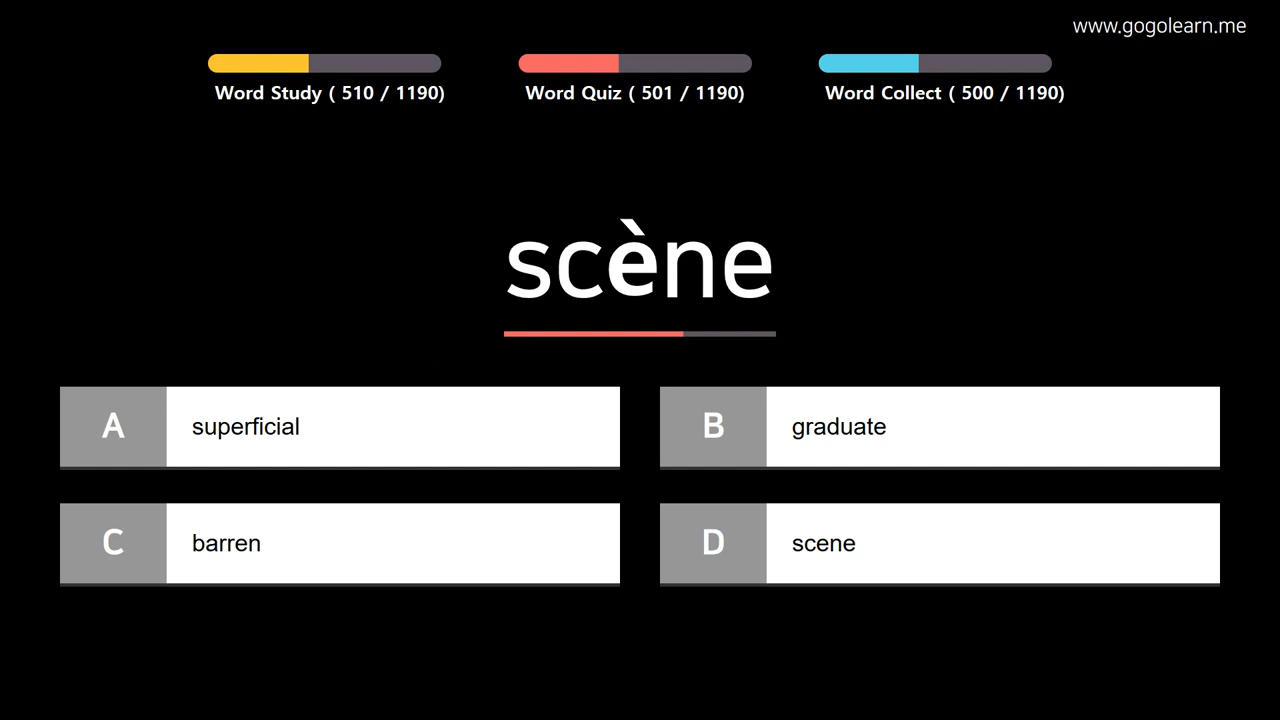 www.gogolearn.me
Word Study ( 510 / 1190)
Word Quiz ( 501 / 1190)
Word Collect ( 500 / 1190)
scène
A superficial
B graduate
C barren
D scene